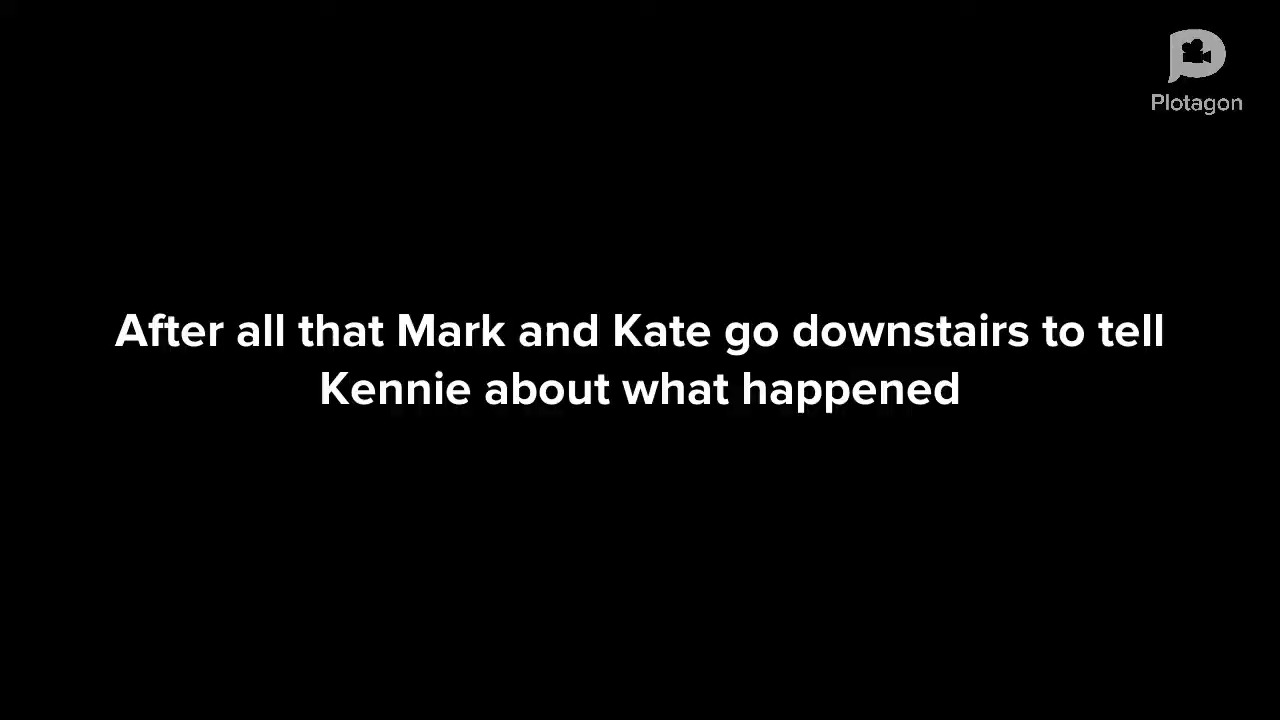 Plotagon
After all that Mark and Kate go downstairs to tell
Kennie about what happened